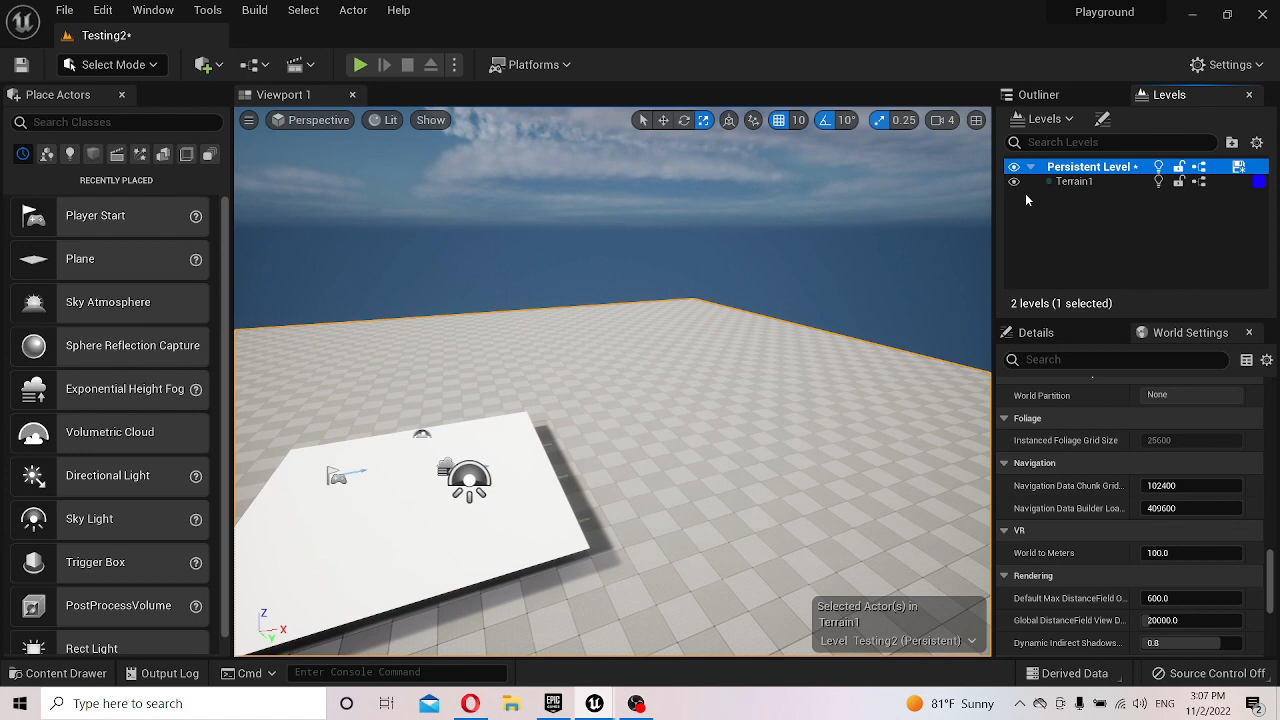 File Edit Window Tools Build Select Actor Help
Playground
Testing2•
Select Mode
Platforms
Settings
Place Actors
Viewport 1
Outliner
Levels
Search Classes
Perspective
Lit
Show
10
10°
0.25
4
Levels
Search Levels
RECENTLY PLACED
Persistent Level *
Terrain1
Player Start
Plane
Sky Atmosphere
Sphere Reflection Capture
Exponential Height Fog
Volumetric Cloud
Directional Light
Sky Light
Trigger Box
PostProcessVolume
Rect Light
2 levels (1 selected)
Details
World Settings
Search
World Partition None
Foliage
Instanced Foliage Grid Size 25600
Navigation
Navigation Data Chunk Grid... 102400
Navigation Data Builder Loa... 409600
VR
World to Meters 100.0
Rendering
Default Max DistanceField O... 600.0
Global DistanceField View D... 20000.0
Dynamic Indirect Shadows... 0.8
Z
X
Y
Selected Actor(s) in
Terrain1
Level Testing2 (Persistent)
Content Drawer
Output Log
Cmd
Enter Console Command
Derived Data
Source Control Off
Type here to search
EPIC
GAMES
81°F Sunny
ENG
3:07 PM
11/2/2022
2